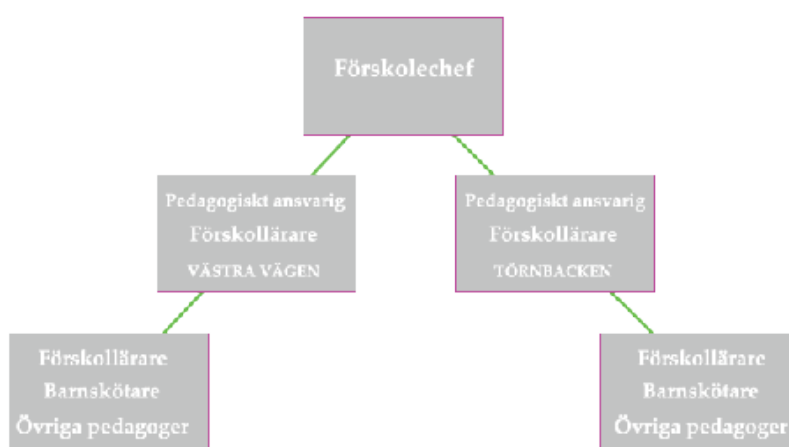 Förskolechef
Pedagogiskt ansvarig
Förskollärare
VÄSTRA VÄGEN
Pedagogiskt ansvarig
Förskollärare
TÖRNBACKEN
Förskollärare
Barnskötare
Övriga pedagoger
Förskollärare
Barnskötare
Övriga pedagoger